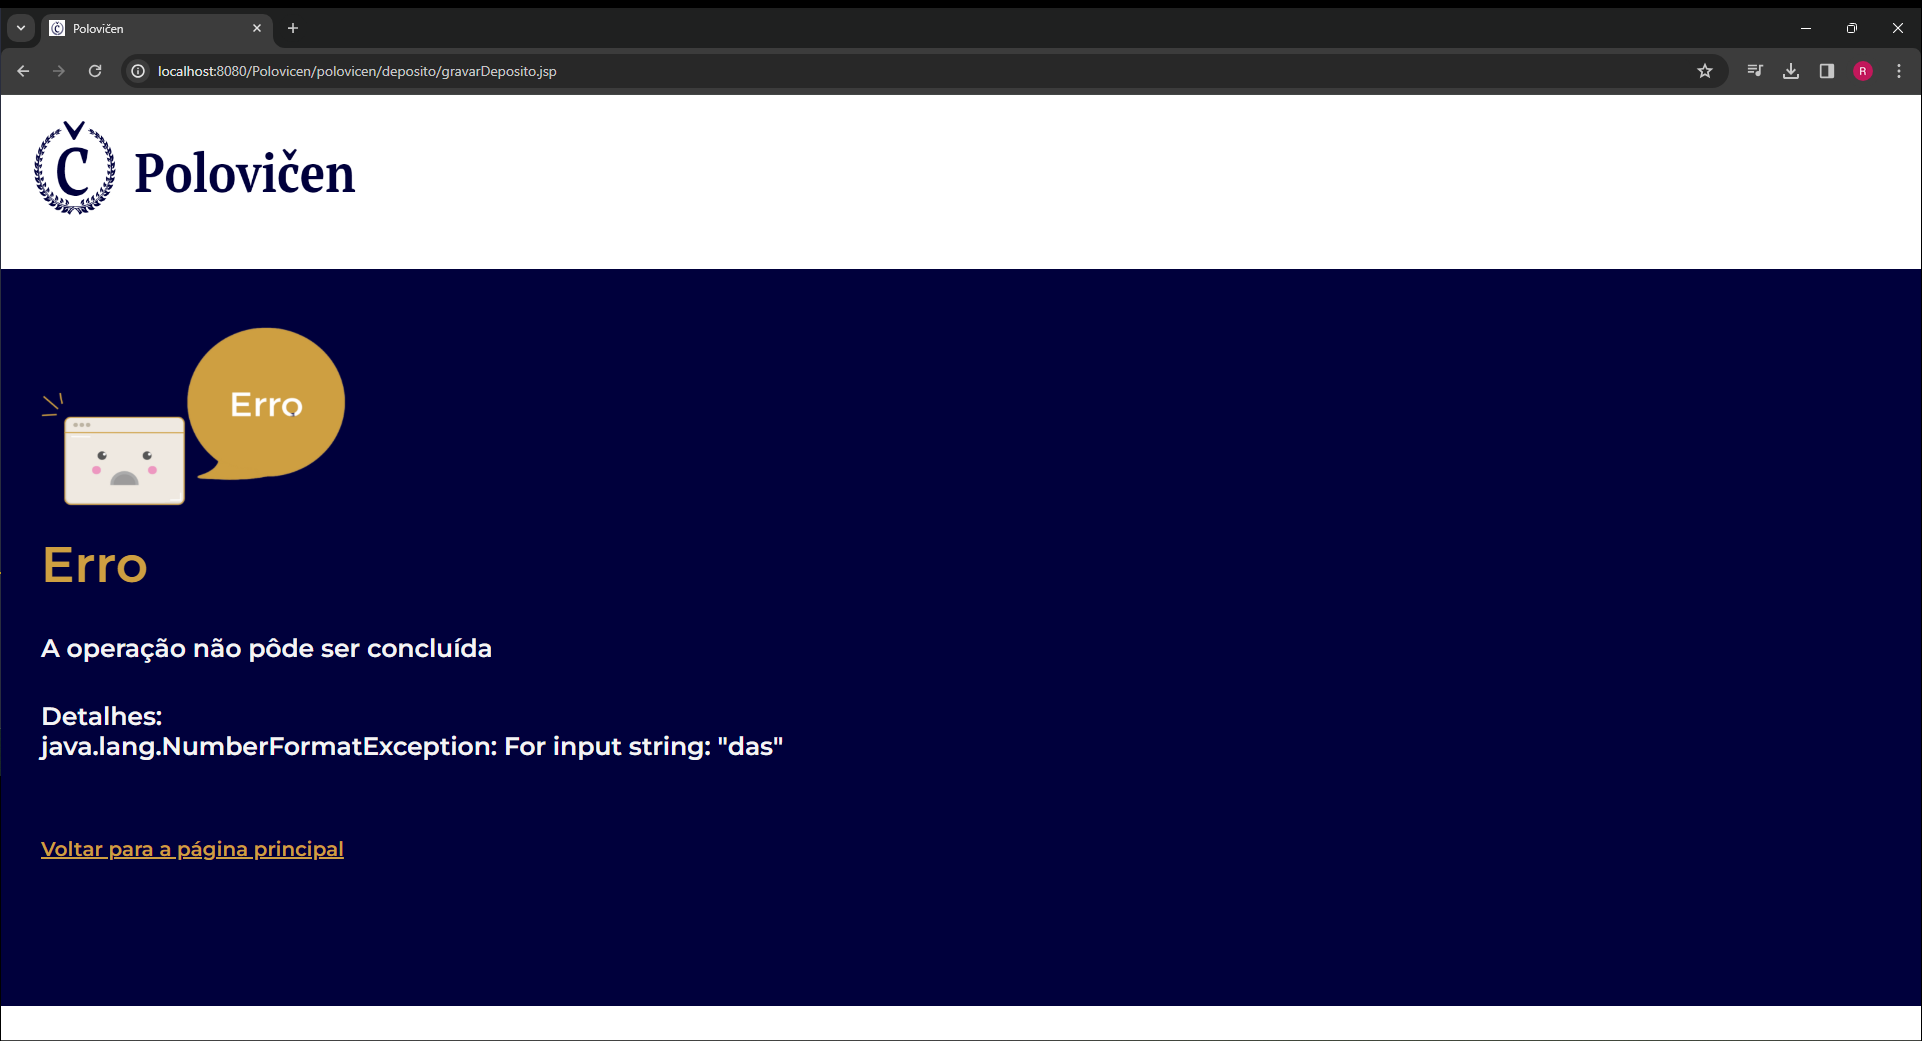 Polovičen
localhost:8080/Polovicen/polovicen/deposito/gravarDeposito.jsp
R
Č
Polovičen
Erro
Erro
A operação não pôde ser concluída
Detalhes:
java.lang.NumberFormatException: For input string: "das"
Voltar para a página principal